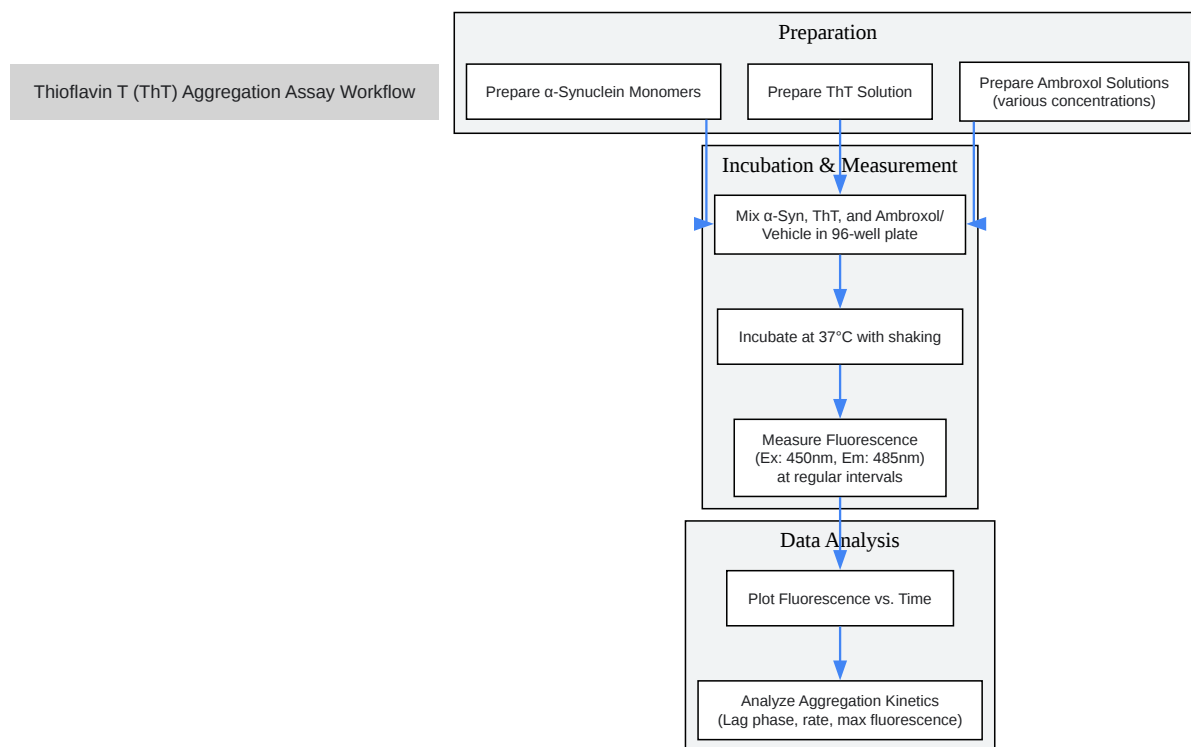 Thioflavin T (ThT) Aggregation Assay Workflow
Preparation
Prepare α-Synuclein Monomers
Prepare ThT Solution
Prepare Ambroxol Solutions
(various concentrations)
Incubation & Measurement
Mix α-Syn, ThT, and Ambroxol/
Vehicle in 96-well plate
Incubate at 37°C with shaking
Measure Fluorescence
(Ex: 450nm, Em: 485nm)
at regular intervals
Data Analysis
Plot Fluorescence vs. Time
Analyze Aggregation Kinetics
(Lag phase, rate, max fluorescence)